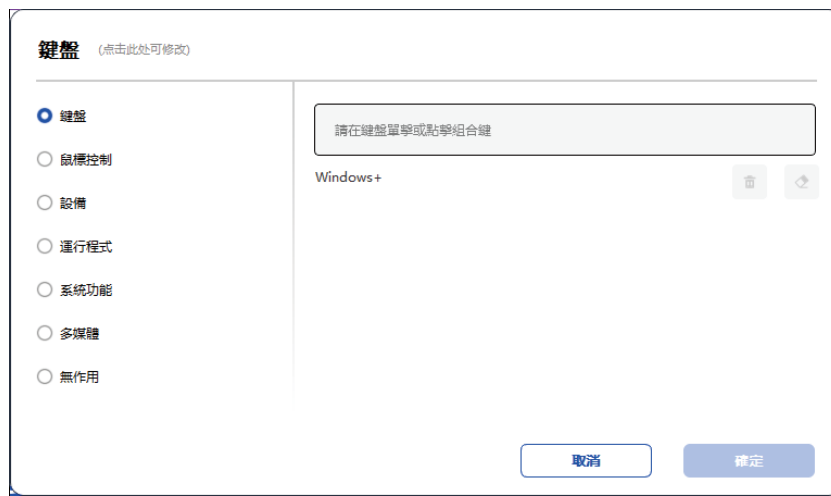 鍵盤 (点击此处可修改)
鍵盤
鼠標控制
設備
運行程式
系統功能
多媒體
無作用
請在鍵盤單擊或點擊組合鍵
Windows+
取消
確定